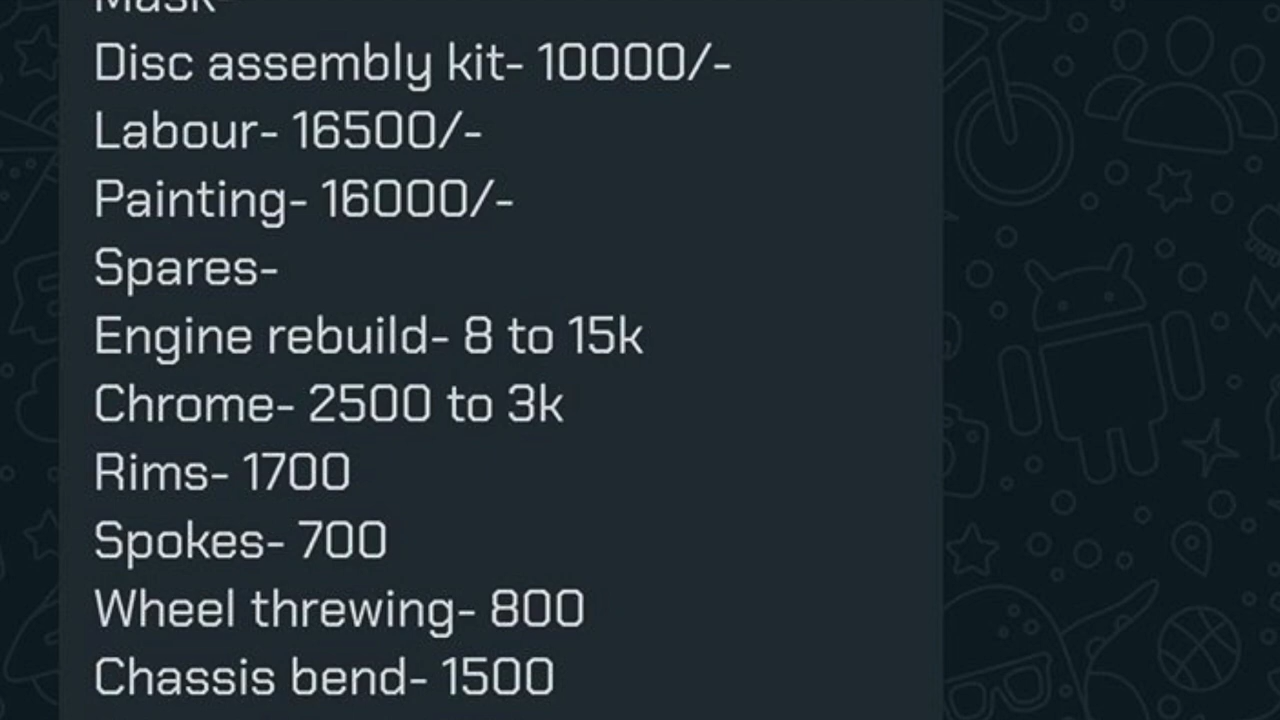 Mask-
Disc assembly kit- 10000/-
Labour- 16500/-
Painting- 16000/-
Spares-
Engine rebuild- 8 to 15k
Chrome- 2500 to 3k
Rims- 1700
Spokes- 700
Wheel threwing- 800
Chassis bend- 1500